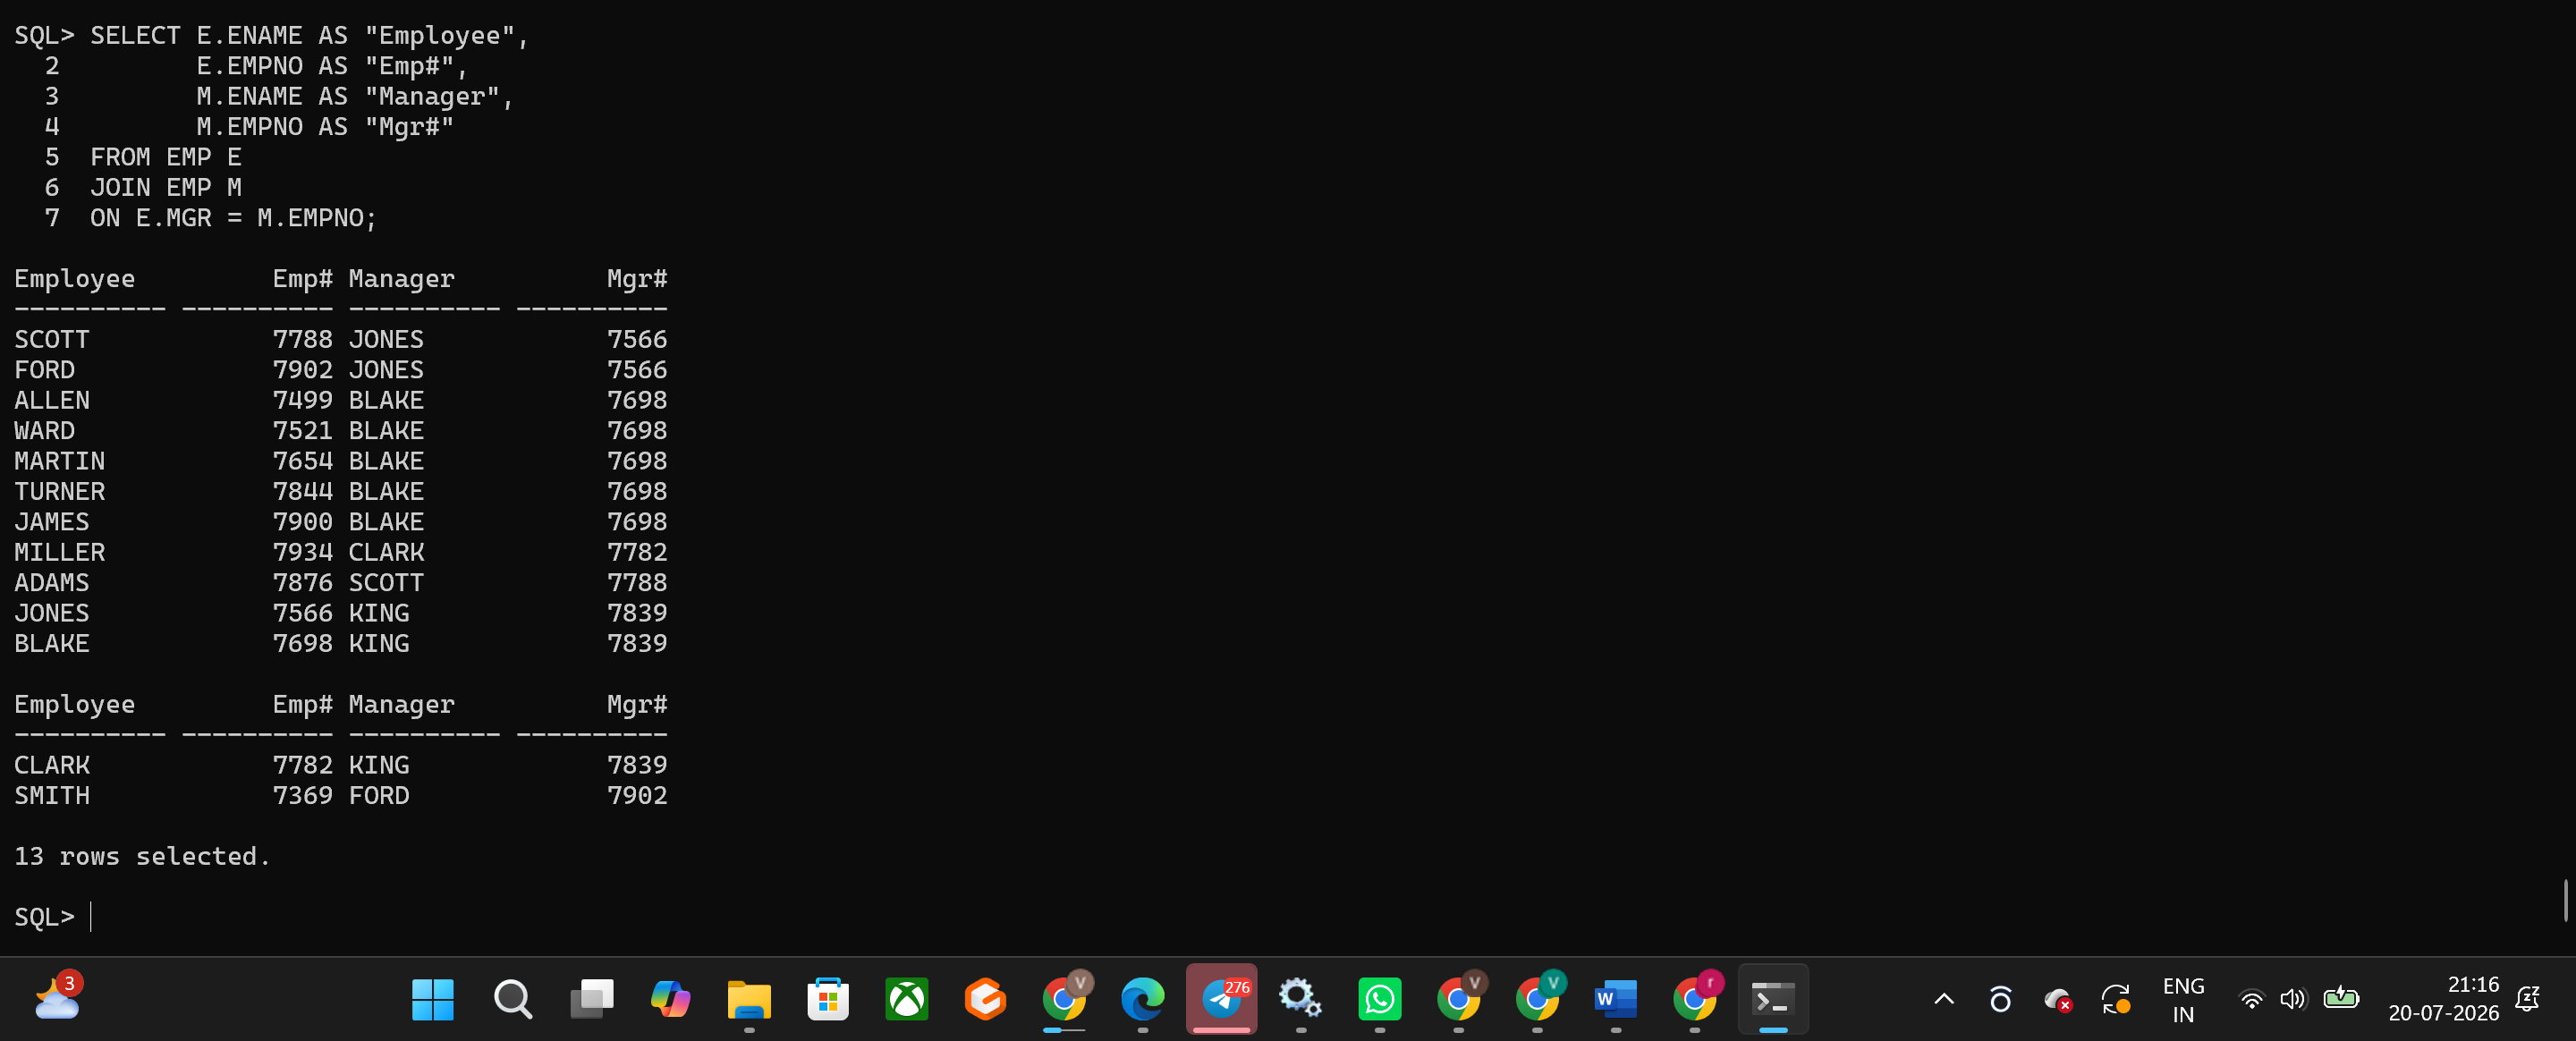 SQL> SELECT E.ENAME AS "Employee",
  2         E.EMPNO AS "Emp#",
  3         M.ENAME AS "Manager",
  4         M.EMPNO AS "Mgr#"
  5  FROM EMP E
  6  JOIN EMP M
  7  ON E.MGR = M.EMPNO;
Employee         Emp# Manager          Mgr#
---------- ---------- ---------- ----------
SCOTT            7788 JONES            7566
FORD             7902 JONES            7566
ALLEN            7499 BLAKE            7698
WARD             7521 BLAKE            7698
MARTIN           7654 BLAKE            7698
TURNER           7844 BLAKE            7698
JAMES            7900 BLAKE            7698
MILLER           7934 CLARK            7782
ADAMS            7876 SCOTT            7788
JONES            7566 KING             7839
BLAKE            7698 KING             7839
Employee         Emp# Manager          Mgr#
---------- ---------- ---------- ----------
CLARK            7782 KING             7839
SMITH            7369 FORD             7902
13 rows selected.
SQL>
3
V
276
V
V
W
r
ENG
IN
21:16
20-07-2026